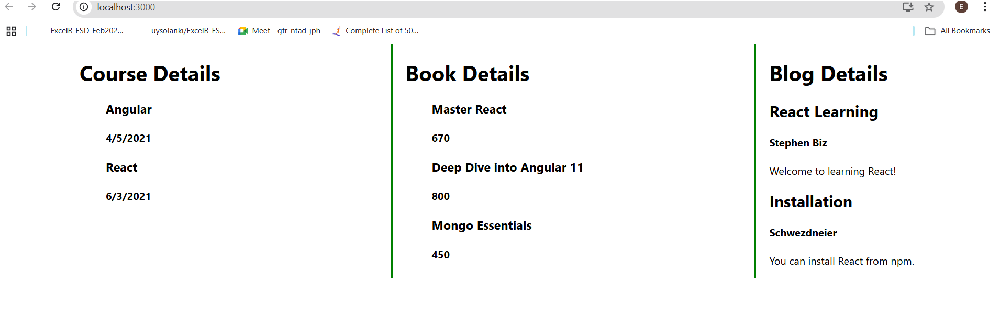 localhost:3000
E
ExcelR-FSD-Feb202...
uysolanki/ExcelR-FS...
Meet - gtr-ntad-jph
Complete List of 50...
All Bookmarks
Course Details
Angular
4/5/2021
React
6/3/2021
Book Details
Master React
670
Deep Dive into Angular 11
800
Mongo Essentials
450
Blog Details
React Learning
Stephen Biz
Welcome to learning React!
Installation
Schwezdneier
You can install React from npm.